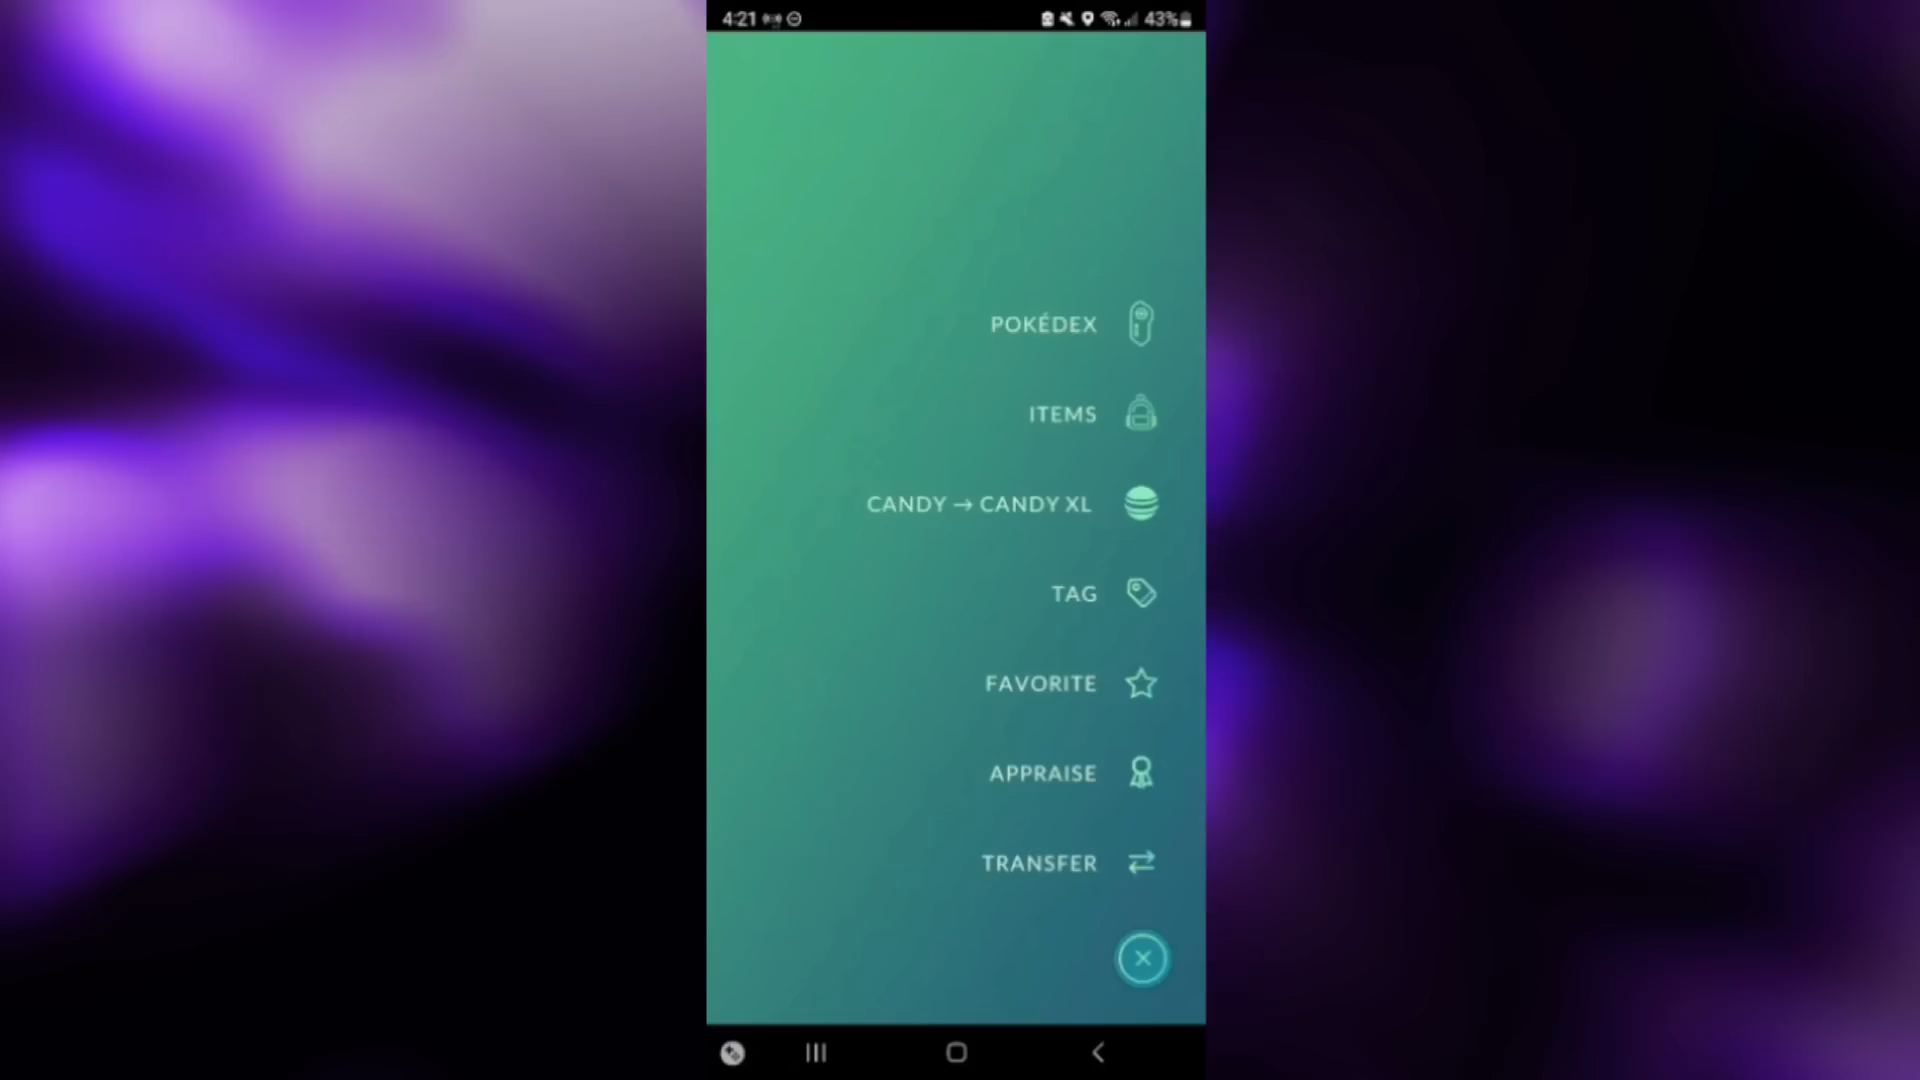 4:21
43%
POKÉDEX
ITEMS
CANDY → CANDY XL
TAG
FAVORITE
APPRAISE
TRANSFER